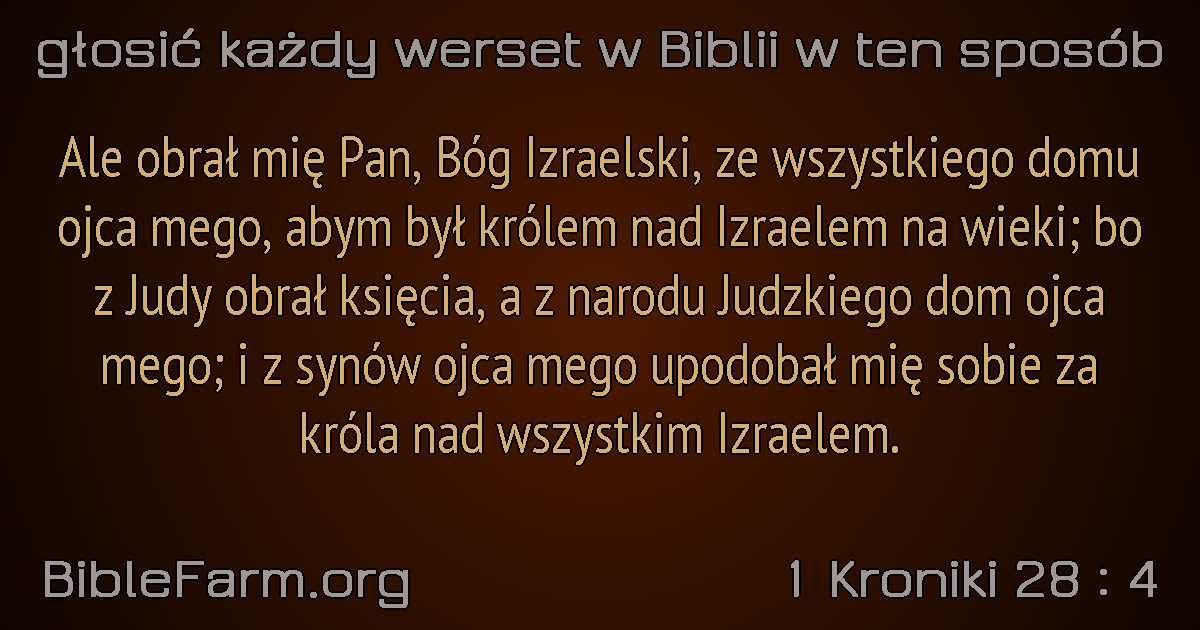 głosić każdy werset w Biblii w ten sposób
Ale obrał mię Pan, Bóg Izraelski, ze wszystkiego domu
ojca mego, abym był królem nad Izraelem na wieki; bo
z Judy obrał księcia, a z narodu Judzkiego dom ojca
mego; i z synów ojca mego upodobał mię sobie za
króla nad wszystkim Izraelem.
BibleFarm.org
1 Kroniki 28 : 4